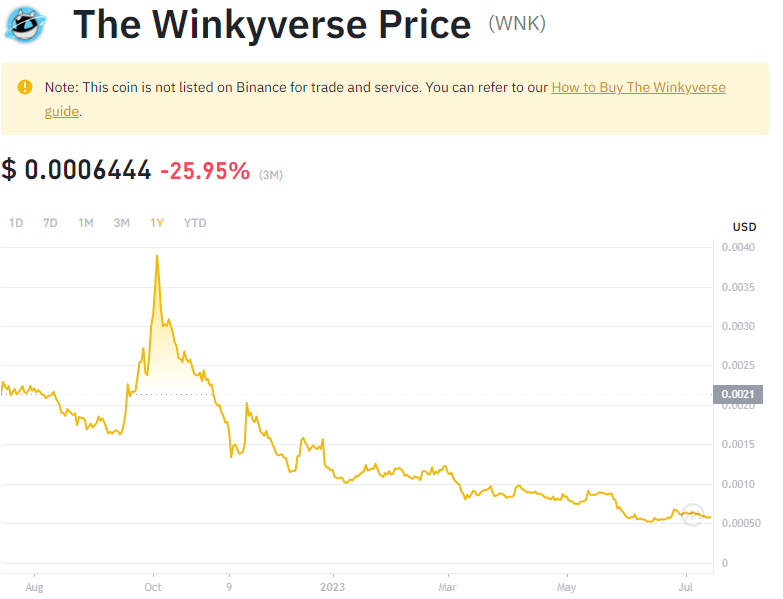 The Winkyverse Price (WNK)
Note: This coin is not listed on Binance for trade and service. You can refer to our How to Buy The Winkyverse
guide.
$ 0.0006444 -25.95% (3M)
1D 7D 1M 3M 1Y YTD
USD
0.0040
0.0035
0.0030
0.0025
0.0021
0.0020
0.0015
0.0010
0.00050
0
Aug Oct 9 2023 Mar May Jul